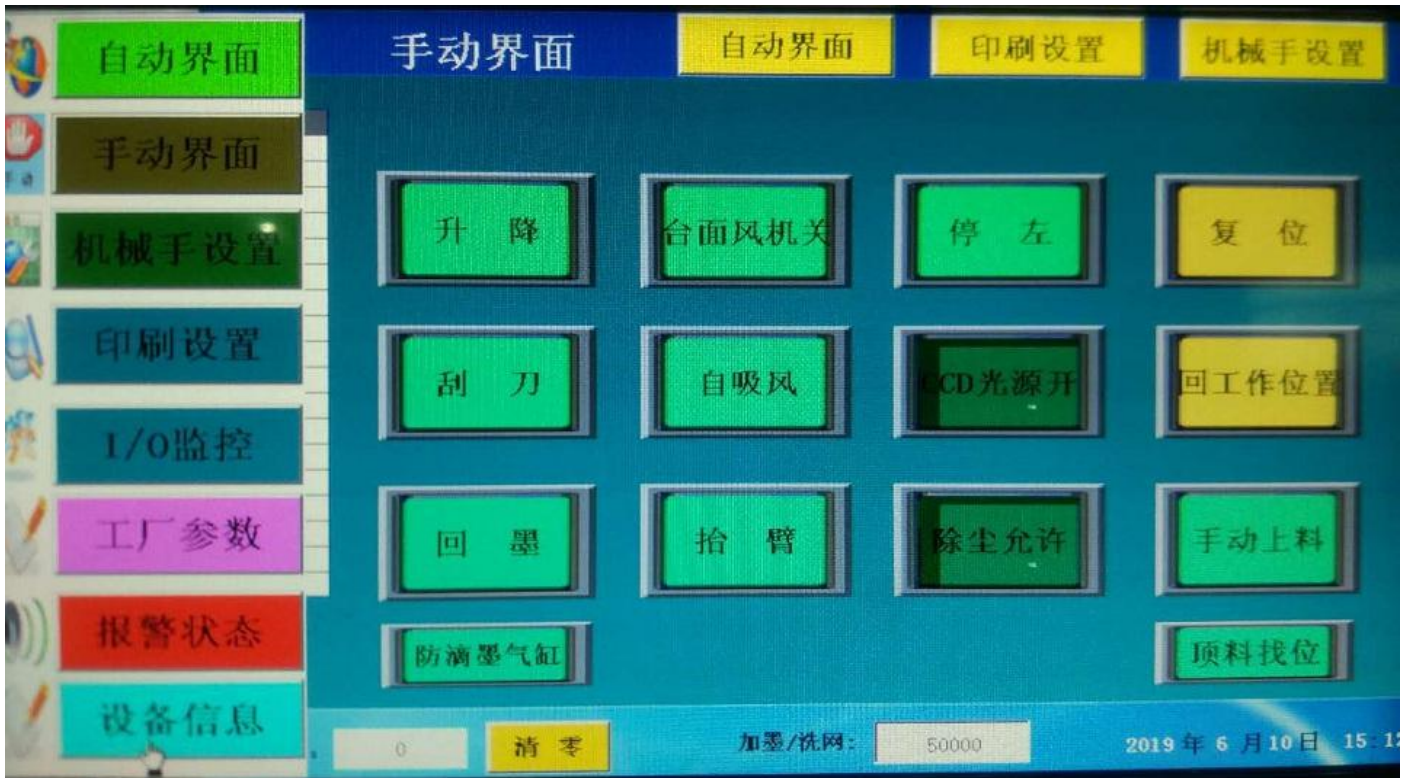 自动界面
手动界面
机械手设置
印刷设置
I/O监控
工厂参数
报警状态
设备信息
手动界面
自动界面
印刷设置
机械手设置
升 降
台面风机关
停 左
复 位
刮 刀
自吸风
CCD光源开
回工作位置
回 墨
抬 臂
除尘允许
手动上料
防滴墨气缸
顶料找位
0
清 零
加墨/洗网:
50000
2019 年 6 月 10 日 15:12